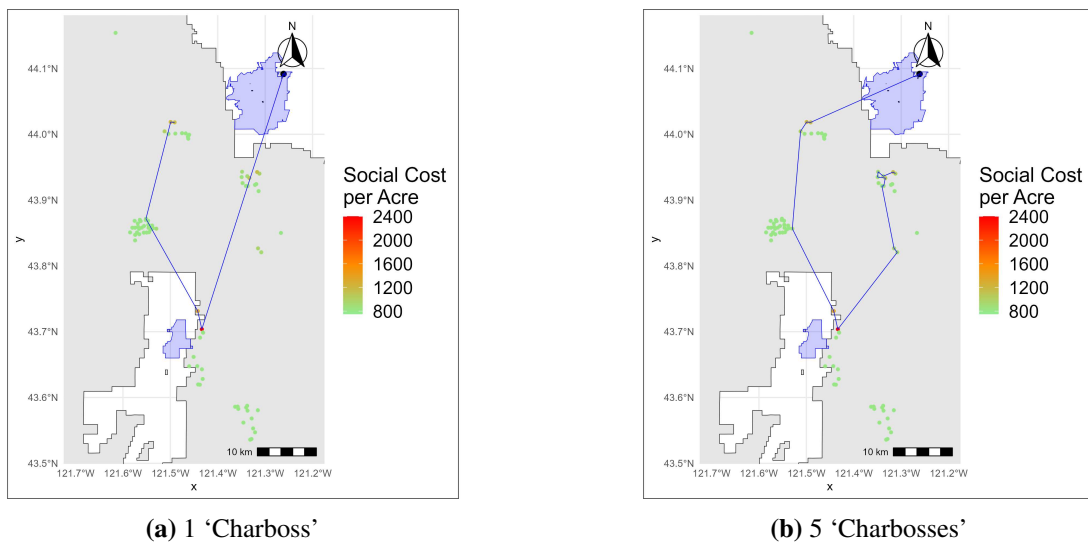 N
44.1°N
44.0°N
43.9°N
43.8°N
43.7°N
43.6°N
43.5°N
y
121.7°W 121.6°W 121.5°W 121.4°W 121.3°W 121.2°W
x
10 km
Social Cost
per Acre
2400
2000
1600
1200
800
(a) 1 ‘Charboss’
N
44.1°N
44.0°N
43.9°N
43.8°N
43.7°N
43.6°N
43.5°N
y
121.7°W 121.6°W 121.5°W 121.4°W 121.3°W 121.2°W
x
10 km
Social Cost
per Acre
2400
2000
1600
1200
800
(b) 5 ‘Charbosses’